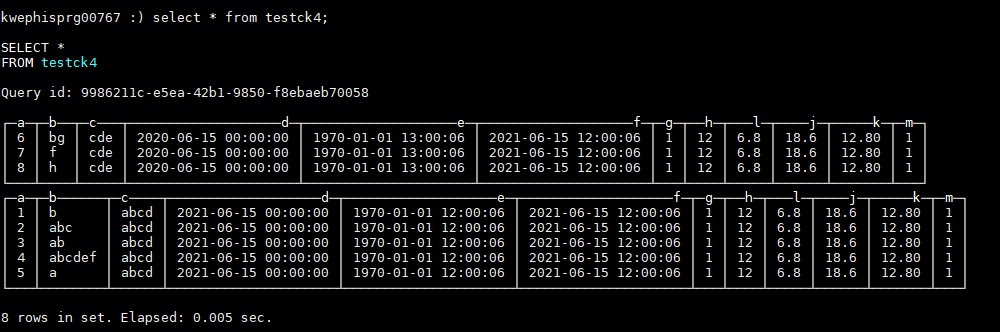 kwephisprg00767 :) select * from testck4;
SELECT *
FROM testck4
Query id: 9986211c-e5ea-42b1-9850-f8ebaeb70058
┌─a─┬─b──┬─c───┬───────────────────d─┬───────────────────e─┬───────────────────f─┬─g─┬──h─┬───l─┬────j─┬─────k─┬─m─┐
│ 6 │ bg │ cde │ 2020-06-15 00:00:00 │ 1970-01-01 13:00:06 │ 2021-06-15 12:00:06 │ 1 │ 12 │ 6.8 │ 18.6 │ 12.80 │ 1 │
│ 7 │ f  │ cde │ 2020-06-15 00:00:00 │ 1970-01-01 13:00:06 │ 2021-06-15 12:00:06 │ 1 │ 12 │ 6.8 │ 18.6 │ 12.80 │ 1 │
│ 8 │ h  │ cde │ 2020-06-15 00:00:00 │ 1970-01-01 13:00:06 │ 2021-06-15 12:00:06 │ 1 │ 12 │ 6.8 │ 18.6 │ 12.80 │ 1 │
┌─a─┬─b──────┬─c────┬───────────────────d─┬───────────────────e─┬───────────────────f─┬─g─┬──h─┬───l─┬────j─┬─────k─┬─m─┐
│ 1 │ b      │ abcd │ 2021-06-15 00:00:00 │ 1970-01-01 12:00:06 │ 2021-06-15 12:00:06 │ 1 │ 12 │ 6.8 │ 18.6 │ 12.80 │ 1 │
│ 2 │ abc    │ abcd │ 2021-06-15 00:00:00 │ 1970-01-01 12:00:06 │ 2021-06-15 12:00:06 │ 1 │ 12 │ 6.8 │ 18.6 │ 12.80 │ 1 │
│ 3 │ ab     │ abcd │ 2021-06-15 00:00:00 │ 1970-01-01 12:00:06 │ 2021-06-15 12:00:06 │ 1 │ 12 │ 6.8 │ 18.6 │ 12.80 │ 1 │
│ 4 │ abcdef │ abcd │ 2021-06-15 00:00:00 │ 1970-01-01 12:00:06 │ 2021-06-15 12:00:06 │ 1 │ 12 │ 6.8 │ 18.6 │ 12.80 │ 1 │
│ 5 │ a      │ abcd │ 2021-06-15 00:00:00 │ 1970-01-01 12:00:06 │ 2021-06-15 12:00:06 │ 1 │ 12 │ 6.8 │ 18.6 │ 12.80 │ 1 │
8 rows in set. Elapsed: 0.005 sec.